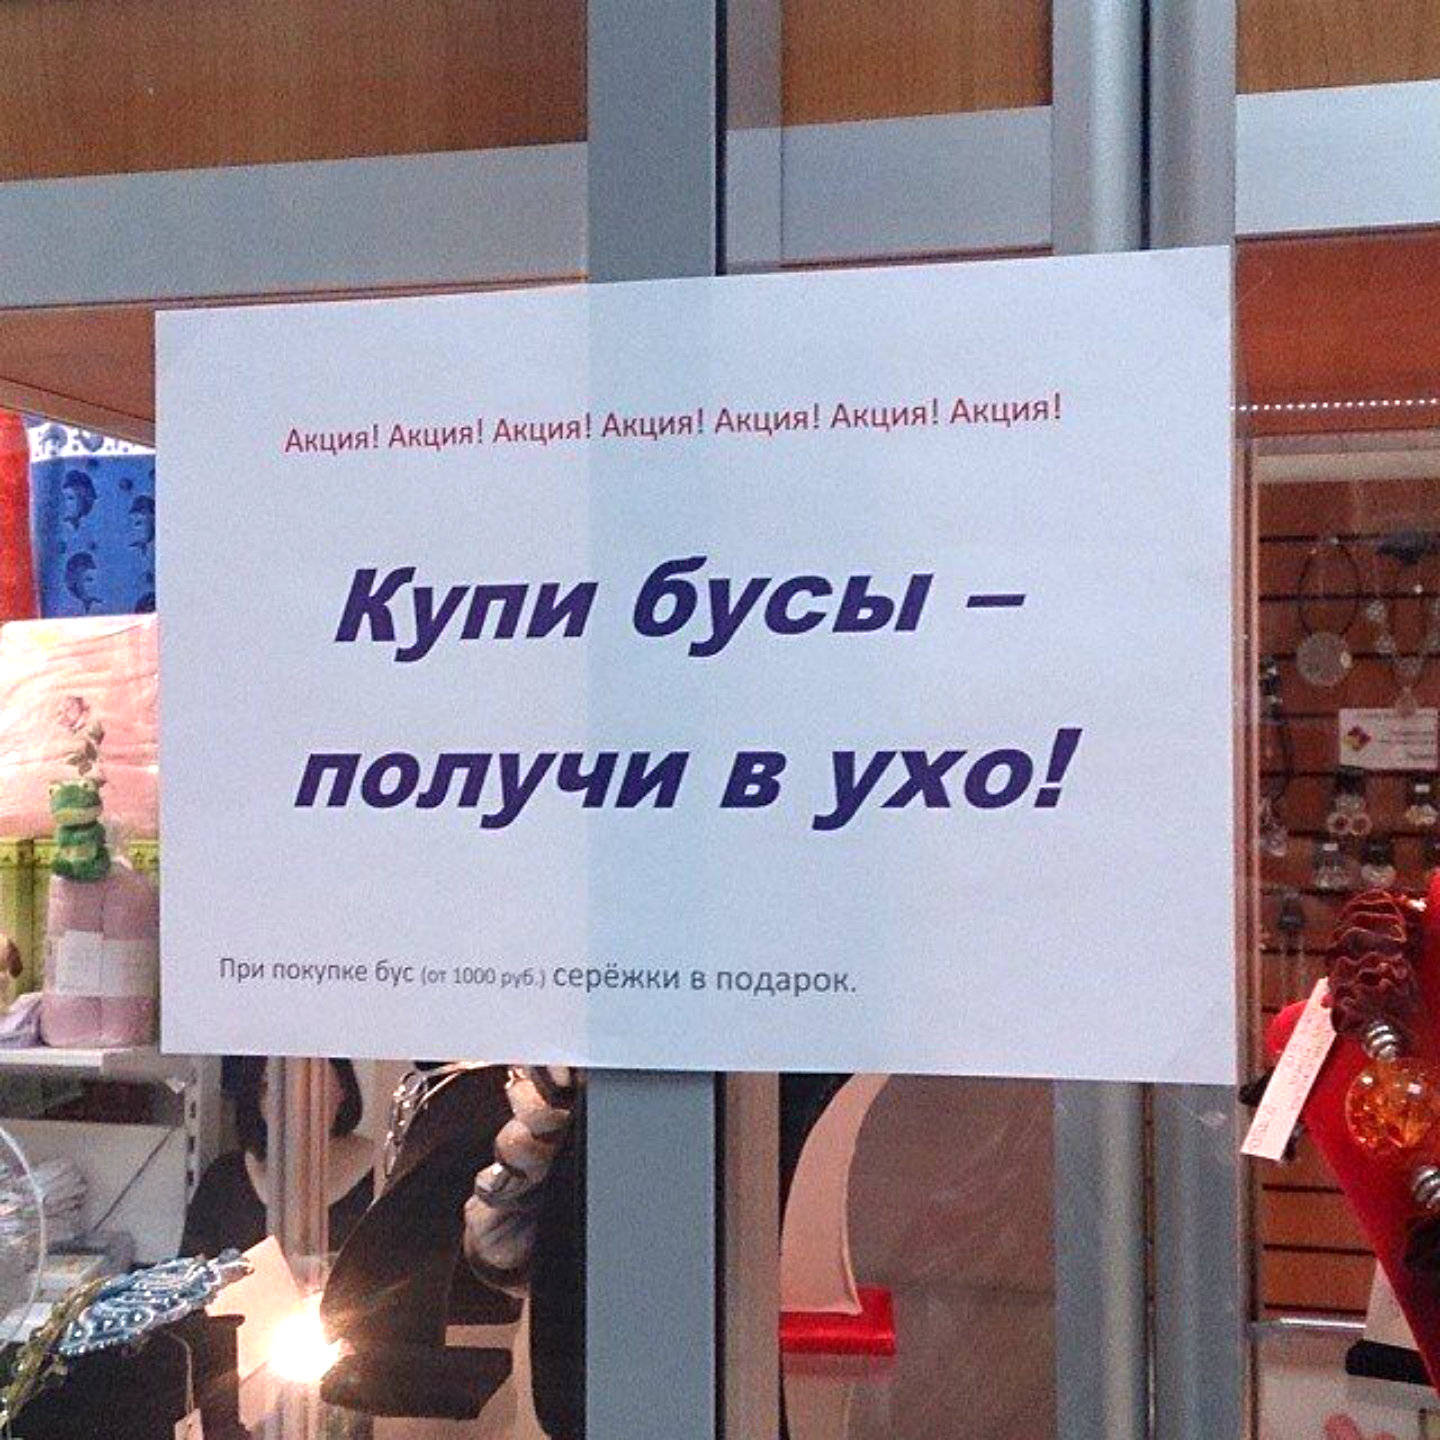 Акция! Акция! Акция! Акция! Акция! Акция! Акция!
Купи бусы –
получи в ухо!
При покупке бус (от 1000 руб.) серёжки в подарок.